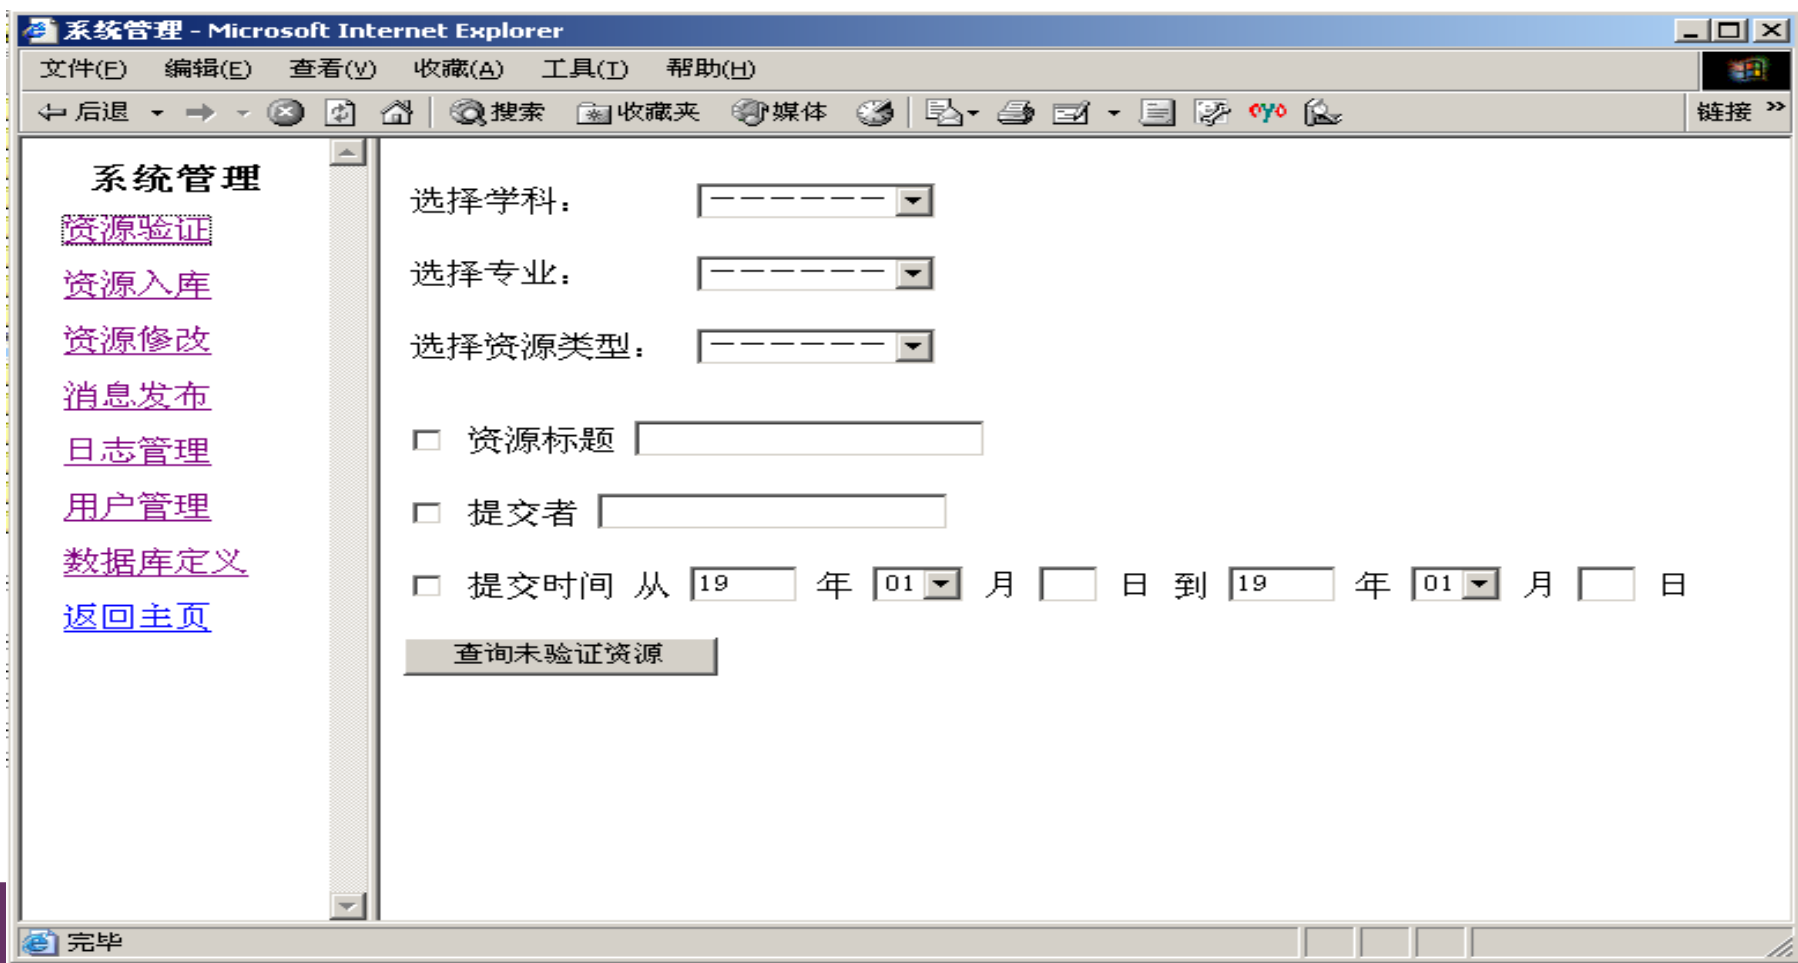 系统管理 - Microsoft Internet Explorer
文件(F) 编辑(E) 查看(V) 收藏(A) 工具(T) 帮助(H)
后退 搜索 收藏夹 媒体 链接 »
系统管理
资源验证
资源入库
资源修改
消息发布
日志管理
用户管理
数据库定义
返回主页
选择学科： ------
选择专业： ------
选择资源类型： ------
资源标题
提交者
提交时间 从 19 年 01 月 日 到 19 年 01 月 日
查询未验证资源
完毕